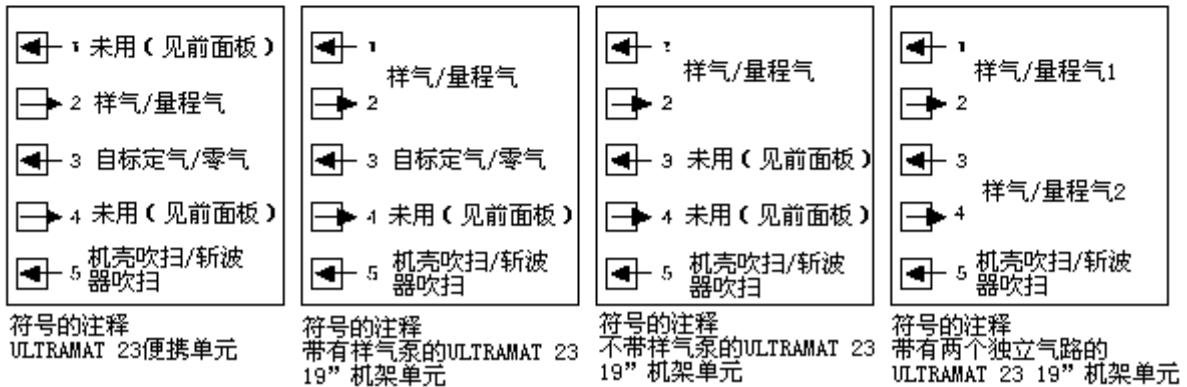 1 未用(见前面板)
2 样气/量程气
3 自标定气/零气
4 未用(见前面板)
5 机壳吹扫/斩波
器吹扫
符号的注释
ULTRAMAT 23便携单元
1
样气/量程气
2
3 自标定气/零气
4 未用(见前面板)
5 机壳吹扫/斩波
器吹扫
符号的注释
带有样气泵的ULTRAMAT 23
19”机架单元
1
样气/量程气
2
3 未用(见前面板)
4 未用(见前面板)
5 机壳吹扫/斩波
器吹扫
符号的注释
不带样气泵的ULTRAMAT 23
19”机架单元
1
样气/量程气1
2
3
样气/量程气2
4
5 机壳吹扫/斩波
器吹扫
符号的注释
带有两个独立气路的
ULTRAMAT 23 19”机架单元